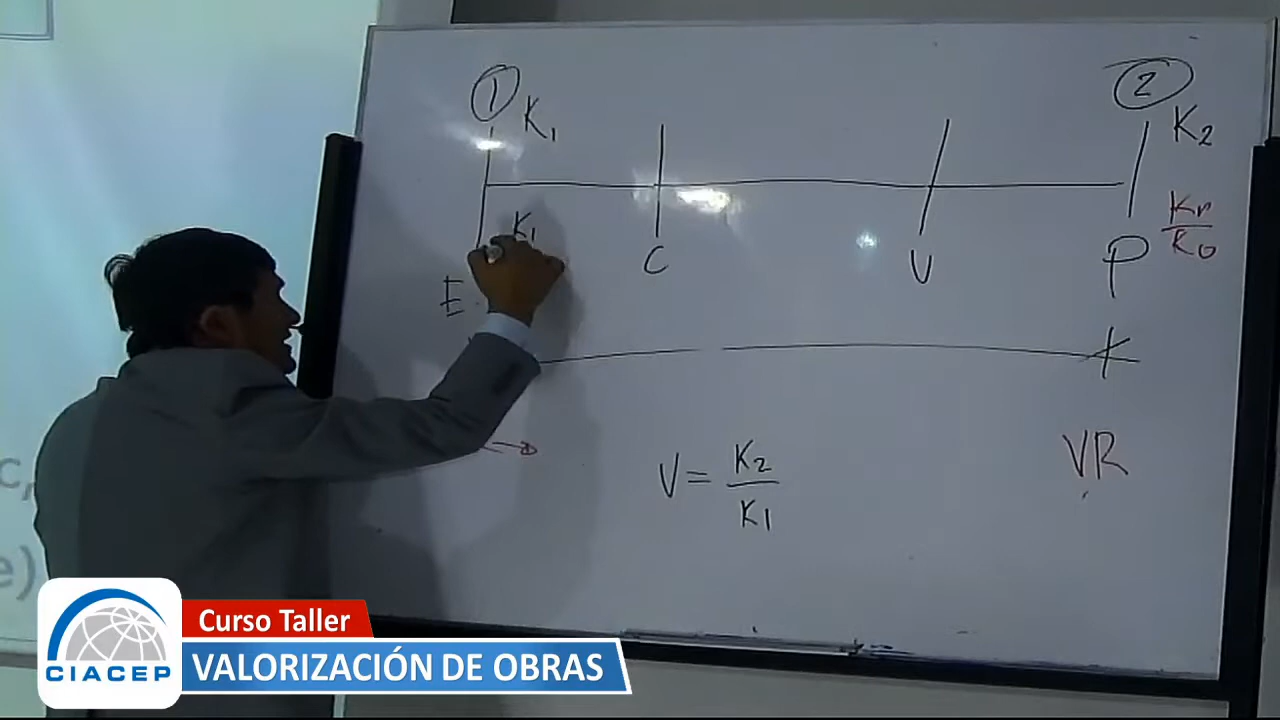 ① ②
K₁ K₂
K₁ Kr
Ko
E C V P
V = K₂
K1
VR
c,
e)
Curso Taller
CIACEP VALORIZACIÓN DE OBRAS